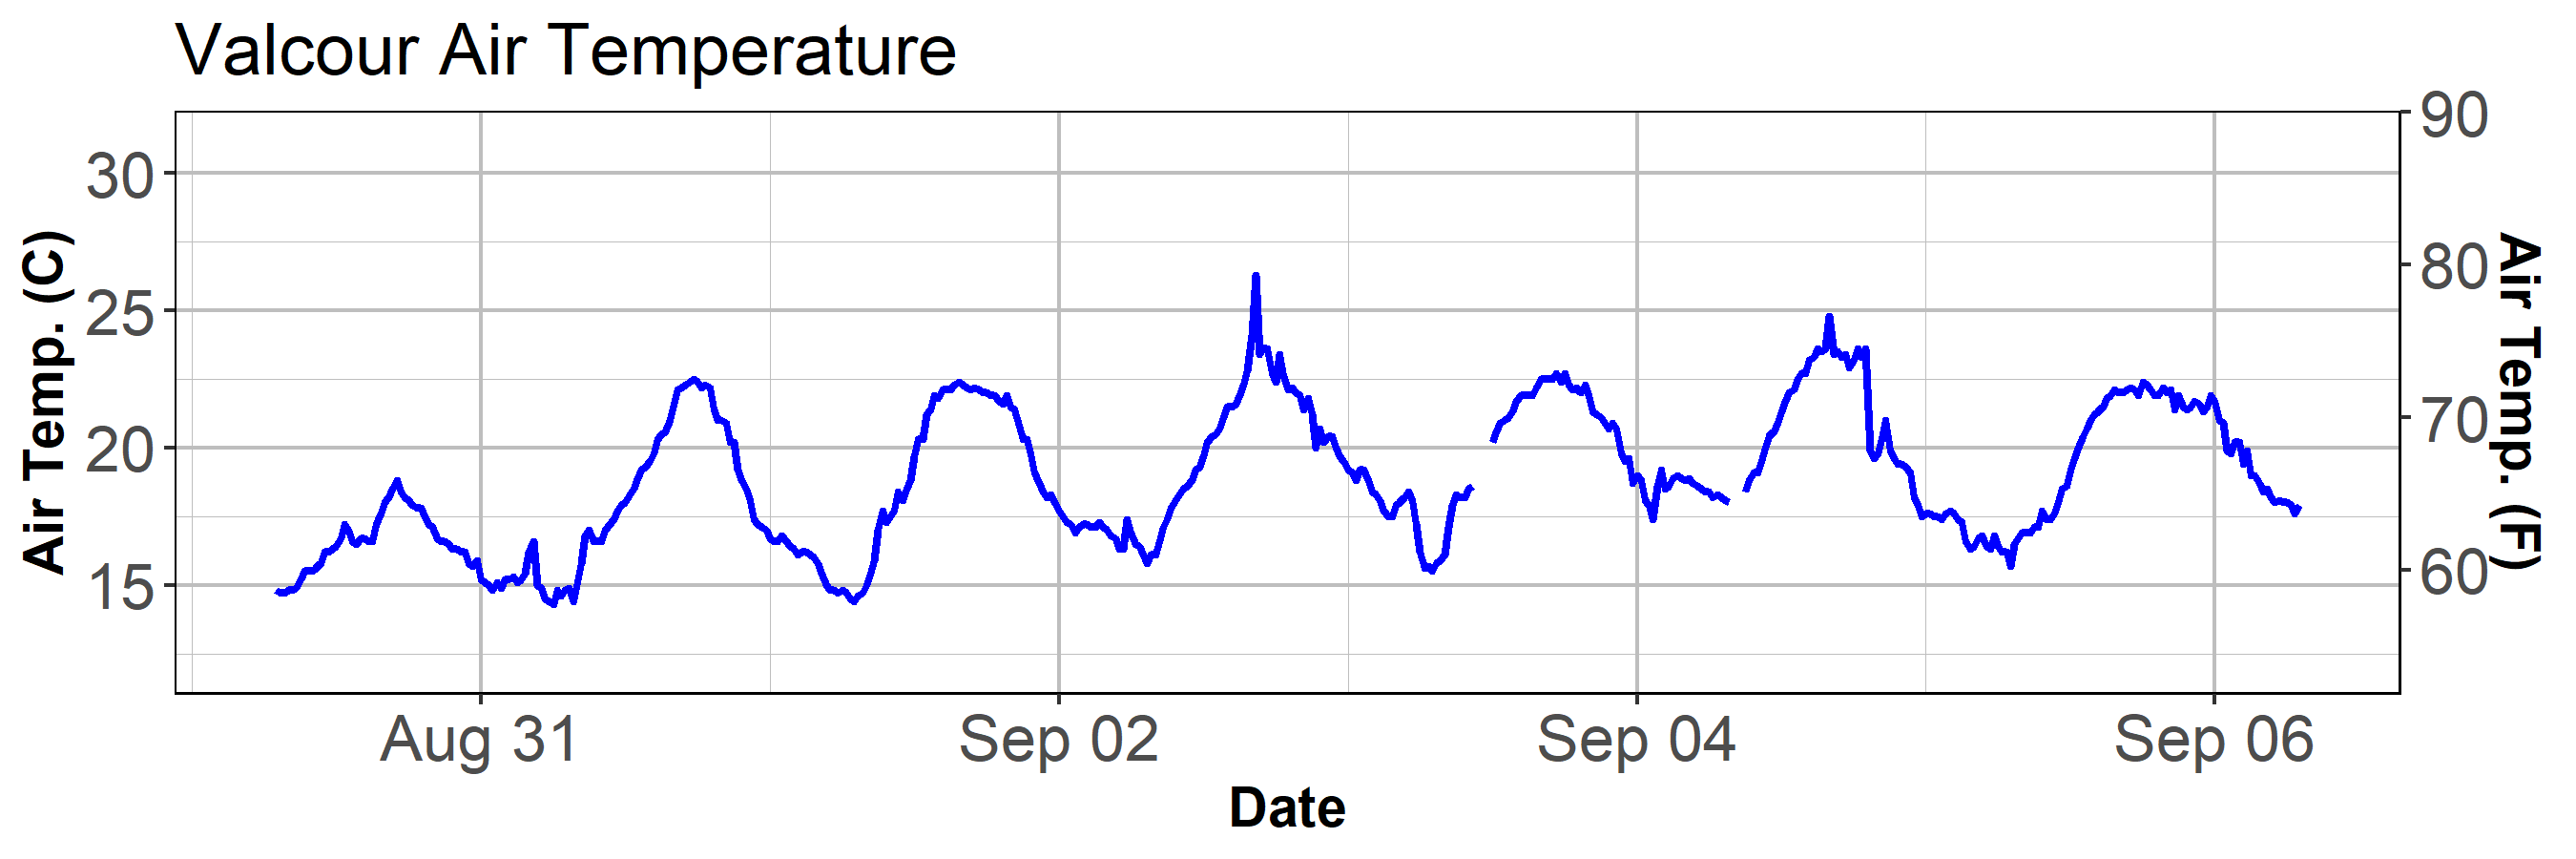 Valcour Air Temperature
Air Temp. (C)
30
25
20
15
90
80
70
60
Air Temp. (F)
Aug 31
Sep 02
Sep 04
Sep 06
Date